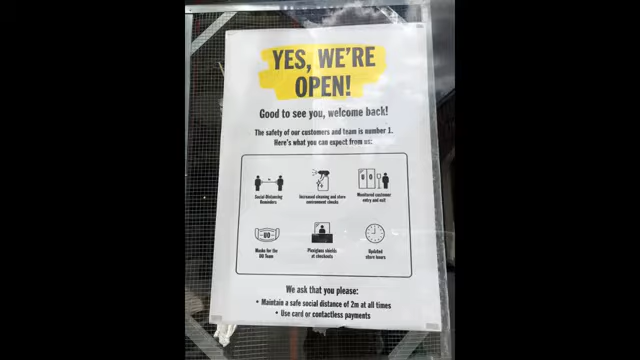 YES, WE'RE
OPEN!
Good to see you, welcome back!
The safety of our customers and team is number 1.
Here's what you can expect from us:
Social Distancing
Reminders
Increased cleaning and store
environment checks
Monitored customer
entry and exit
UO
Masks for the
UO Team
Plexiglass shields
at checkouts
Updated
store hours
We ask that you please:
• Maintain a safe social distance of 2m at all times
• Use card or contactless payments